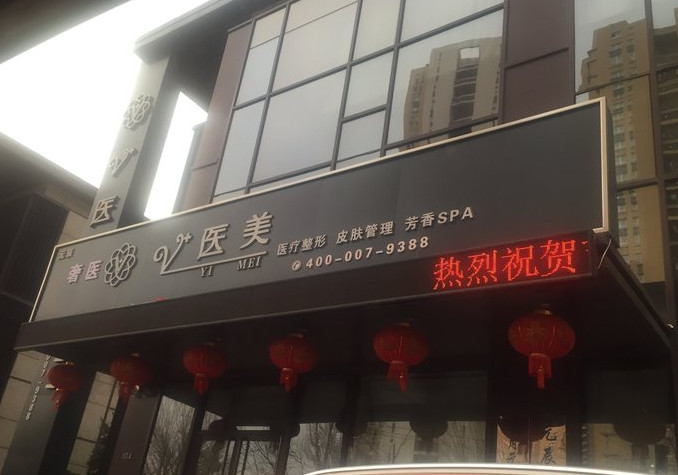 医
奢医
医美
YI MEI
医疗整形 皮肤管理 芳香SPA
400-007-9388
热烈祝贺